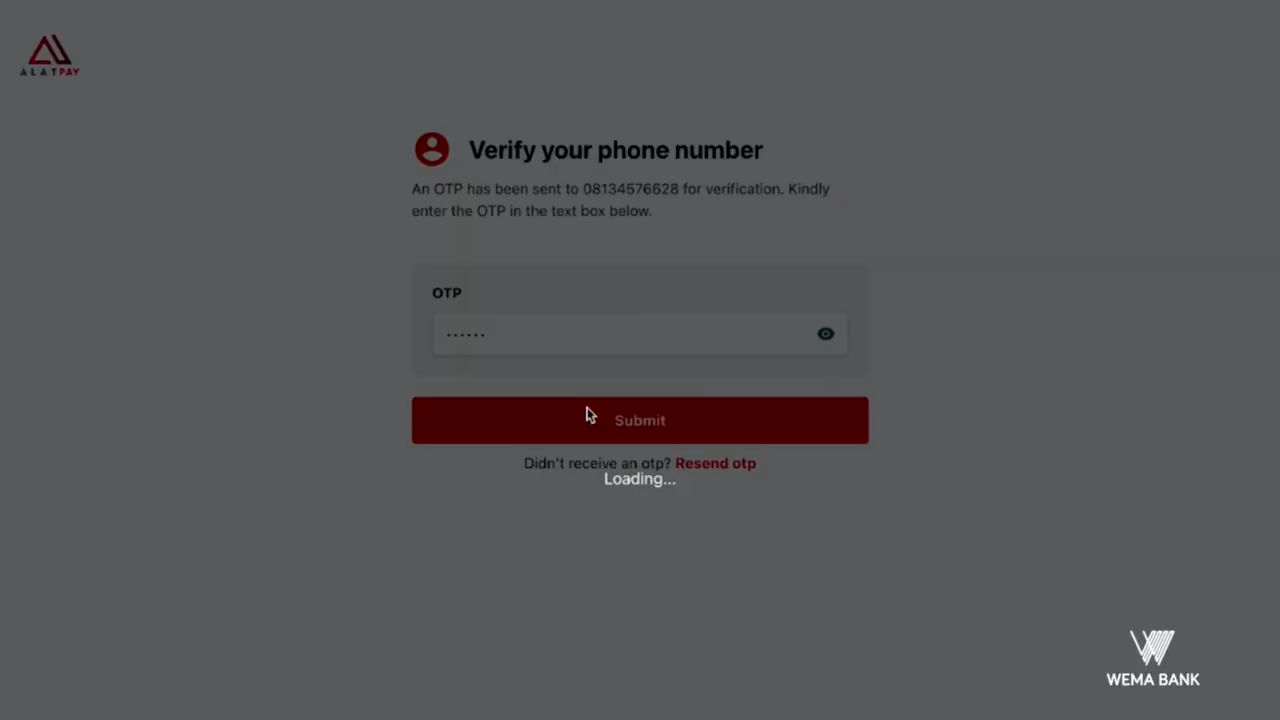 ALATPAY
Verify your phone number
An OTP has been sent to 08134576628 for verification. Kindly
enter the OTP in the text box below.
OTP
......
Submit
Didn't receive an otp? Resend otp
Loading...
WEMA BANK